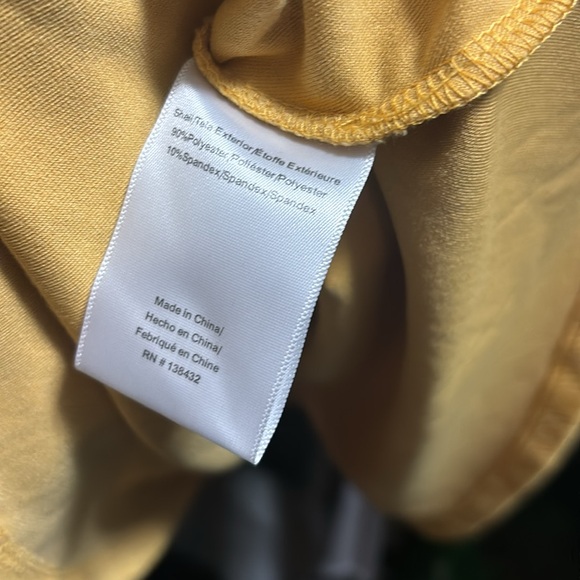 Shell/Tela Exterior/Étoffe Extérieure
90%Polyester/Poliéster/Polyester
10%Spandex/Spandex/Spandex
Made in China/
Hecho en China/
Fabriqué en Chine
RN # 138432